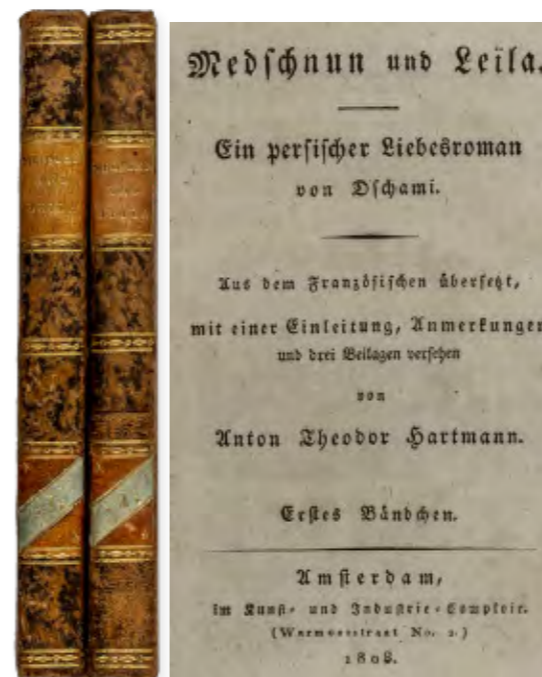 Medschnun und Leïla.
Ein persischer Liebesroman
von Dschami.
Aus dem Französischen übersetzt,
mit einer Einleitung, Anmerkungen
und drei Beilagen versehen
von
Anton Theodor Hartmann.
Erstes Bändchen.
Amsterdam,
im Kunst- und Industrie-Comptoir.
(Warmoesstraat No. 2.)
1808.